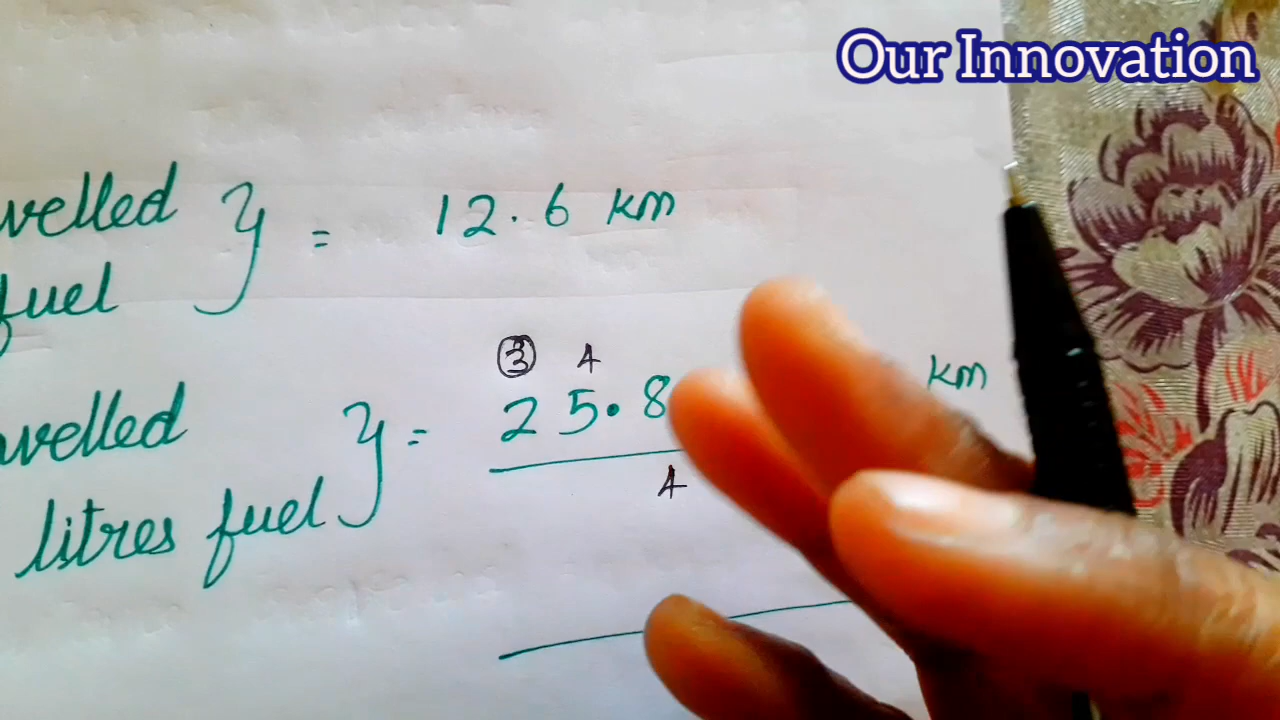 Our Innovation
velled } = 12.6 km
fuel
3 4
velled } = 25.8 km
litres fuel
4